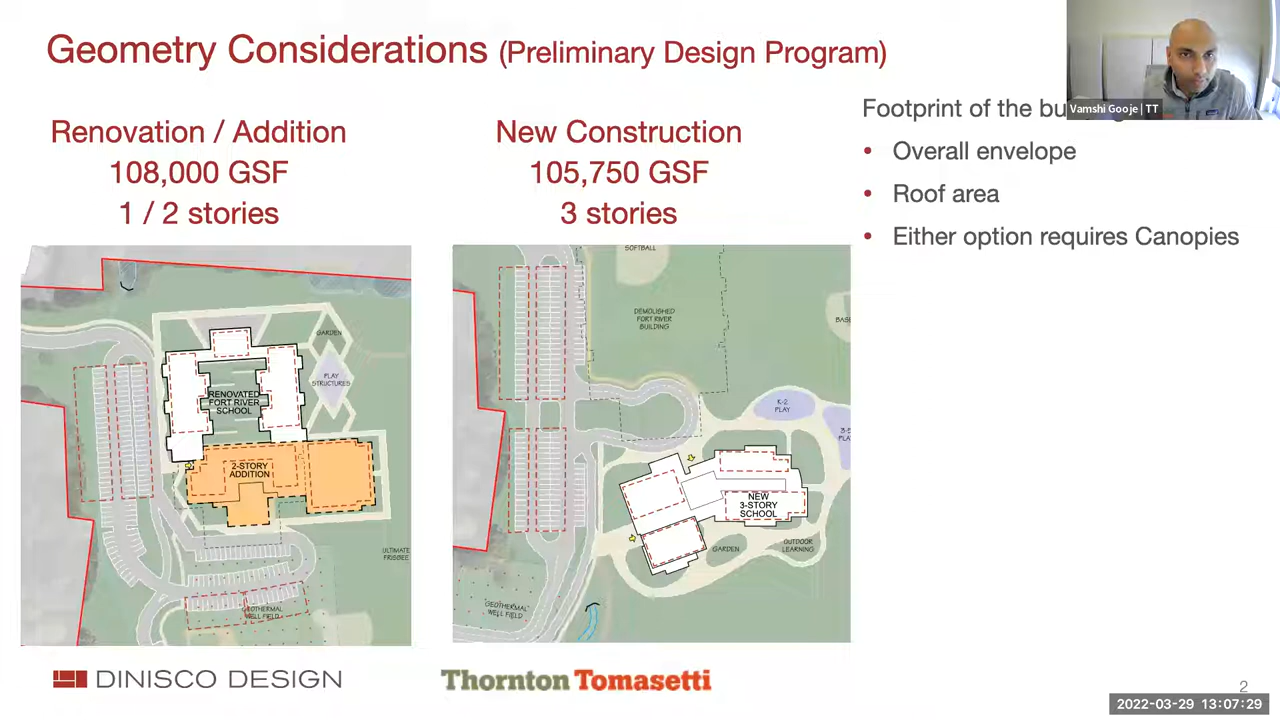 Geometry Considerations (Preliminary Design Program)
Vamshi Gooje | TT
Renovation / Addition
108,000 GSF
1 / 2 stories
New Construction
105,750 GSF
3 stories
Footprint of the
• Overall envelope
• Roof area
• Either option requires Canopies
GARDEN
PLAY
STRUCTURES
RENOVATED
FORT RIVER
SCHOOL
2-STORY
ADDITION
ULTIMATE
FRISBEE
GEOTHERMAL
WELL FIELD
SOFTBALL
DEMOLISHED
FORT RIVER
BUILDING
K-2
PLAY
NEW
3-STORY
SCHOOL
GARDEN
OUTDOOR
LEARNING
GEOTHERMAL
WELL FIELD
DINISCO DESIGN
Thornton Tomasetti
2
2022-03-29 13:07:29